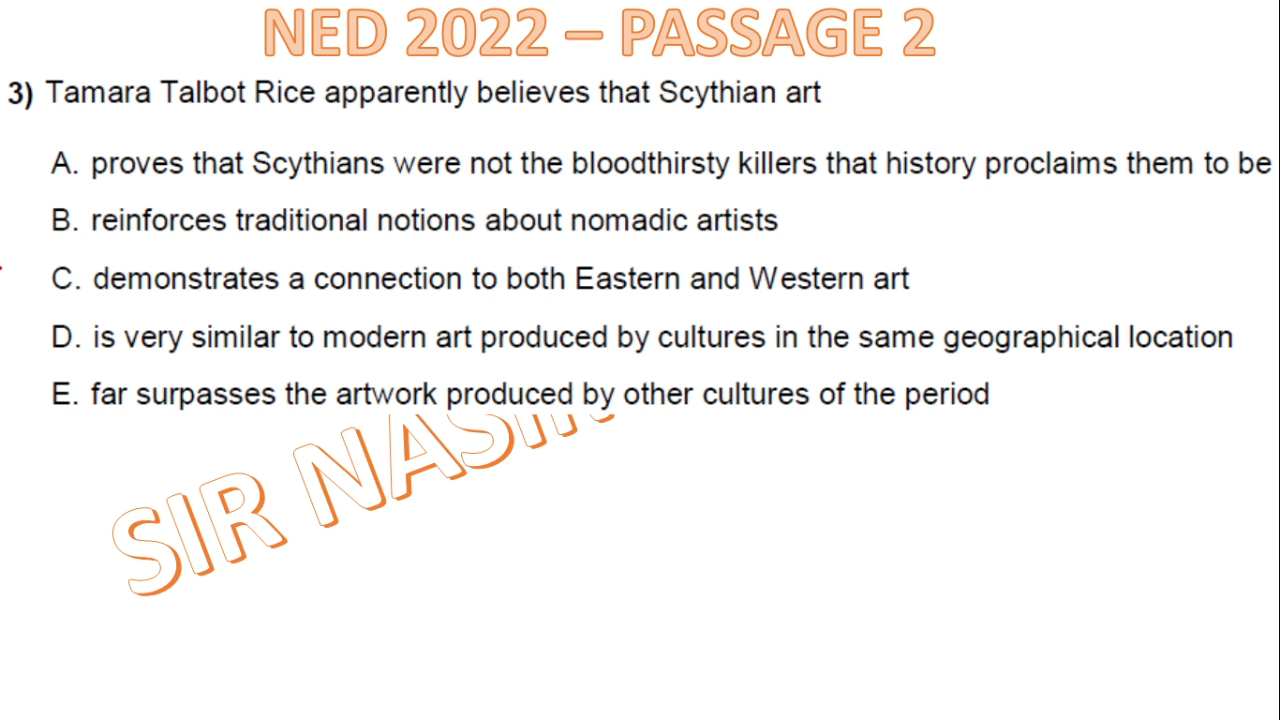 NED 2022 – PASSAGE 2
3) Tamara Talbot Rice apparently believes that Scythian art
A. proves that Scythians were not the bloodthirsty killers that history proclaims them to be
B. reinforces traditional notions about nomadic artists
C. demonstrates a connection to both Eastern and Western art
D. is very similar to modern art produced by cultures in the same geographical location
E. far surpasses the artwork produced by other cultures of the period
SIR NASIR